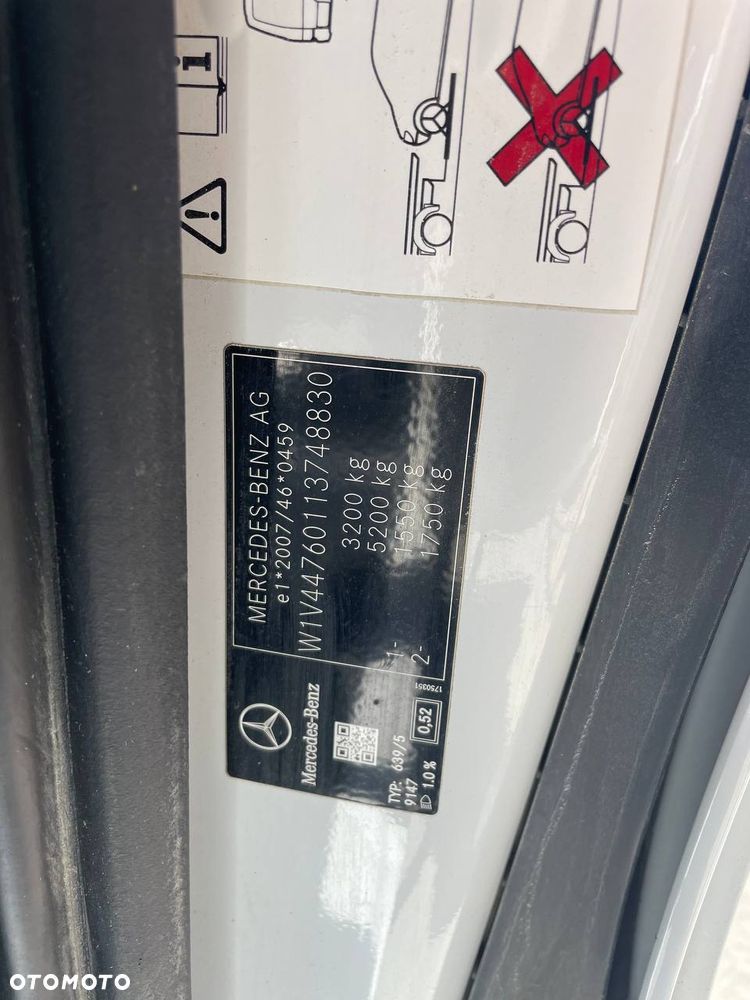 i
MERCEDES-BENZ AG
e1*2007/46*0459
W1V44760113748830
3200 kg
5200 kg
1- 1550 kg
2- 1750 kg
Mercedes-Benz
TYP: 639/5
9147
1.0%
0,52
1750351
OTOMOTO